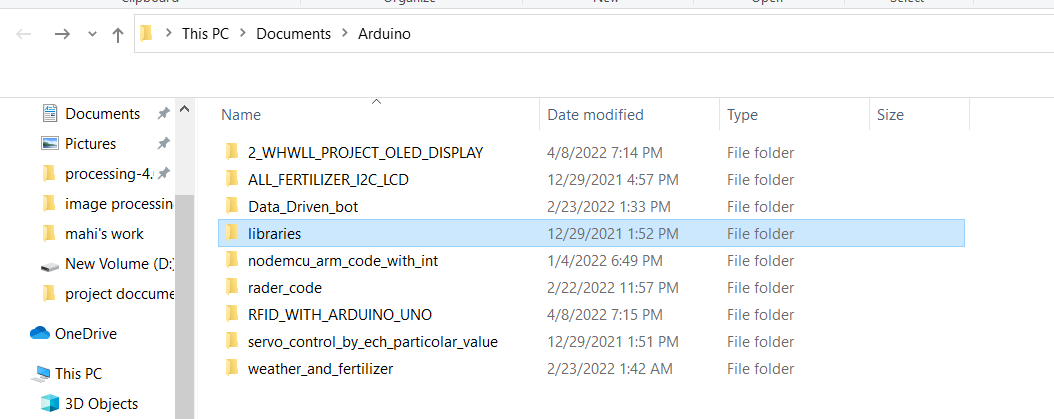 Clipboard Organize New Open Select
This PC > Documents > Arduino
Name Date modified Type Size
Documents
Pictures
processing-4.
image processing
mahi's work
New Volume (D:)
project doccume
OneDrive
This PC
3D Objects
2_WHWLL_PROJECT_OLED_DISPLAY 4/8/2022 7:14 PM File folder
ALL_FERTILIZER_I2C_LCD 12/29/2021 4:57 PM File folder
Data_Driven_bot 2/23/2022 1:33 PM File folder
libraries 12/29/2021 1:52 PM File folder
nodemcu_arm_code_with_int 1/4/2022 6:49 PM File folder
rader_code 2/22/2022 11:57 PM File folder
RFID_WITH_ARDUINO_UNO 4/8/2022 7:15 PM File folder
servo_control_by_ech_particolar_value 12/29/2021 1:51 PM File folder
weather_and_fertilizer 2/23/2022 1:42 AM File folder